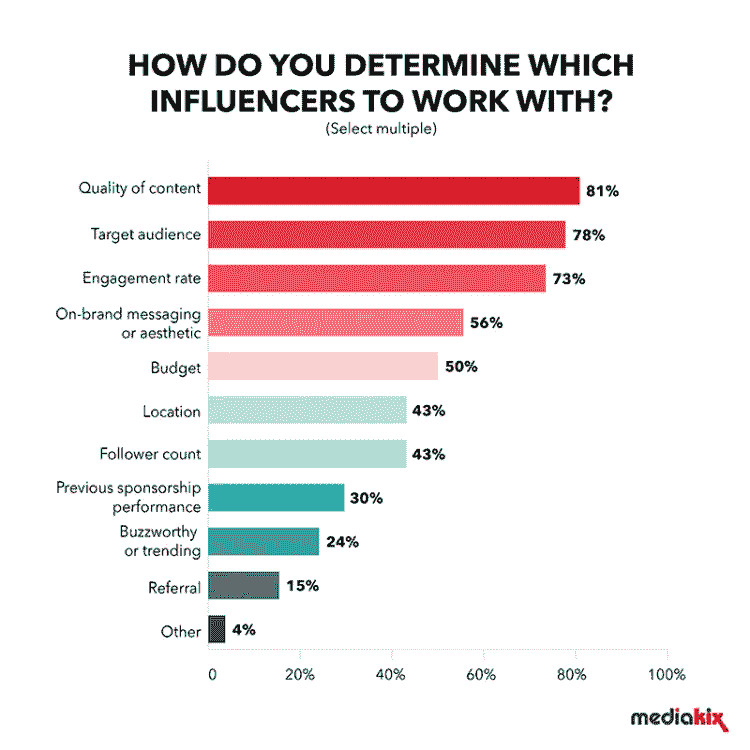 HOW DO YOU DETERMINE WHICH
INFLUENCERS TO WORK WITH?
(Select multiple)
Quality of content 81%
Target audience 78%
Engagement rate 73%
On-brand messaging
or aesthetic 56%
Budget 50%
Location 43%
Follower count 43%
Previous sponsorship
performance 30%
Buzzworthy
or trending 24%
Referral 15%
Other 4%
0 20% 40% 60% 80% 100%
mediakix